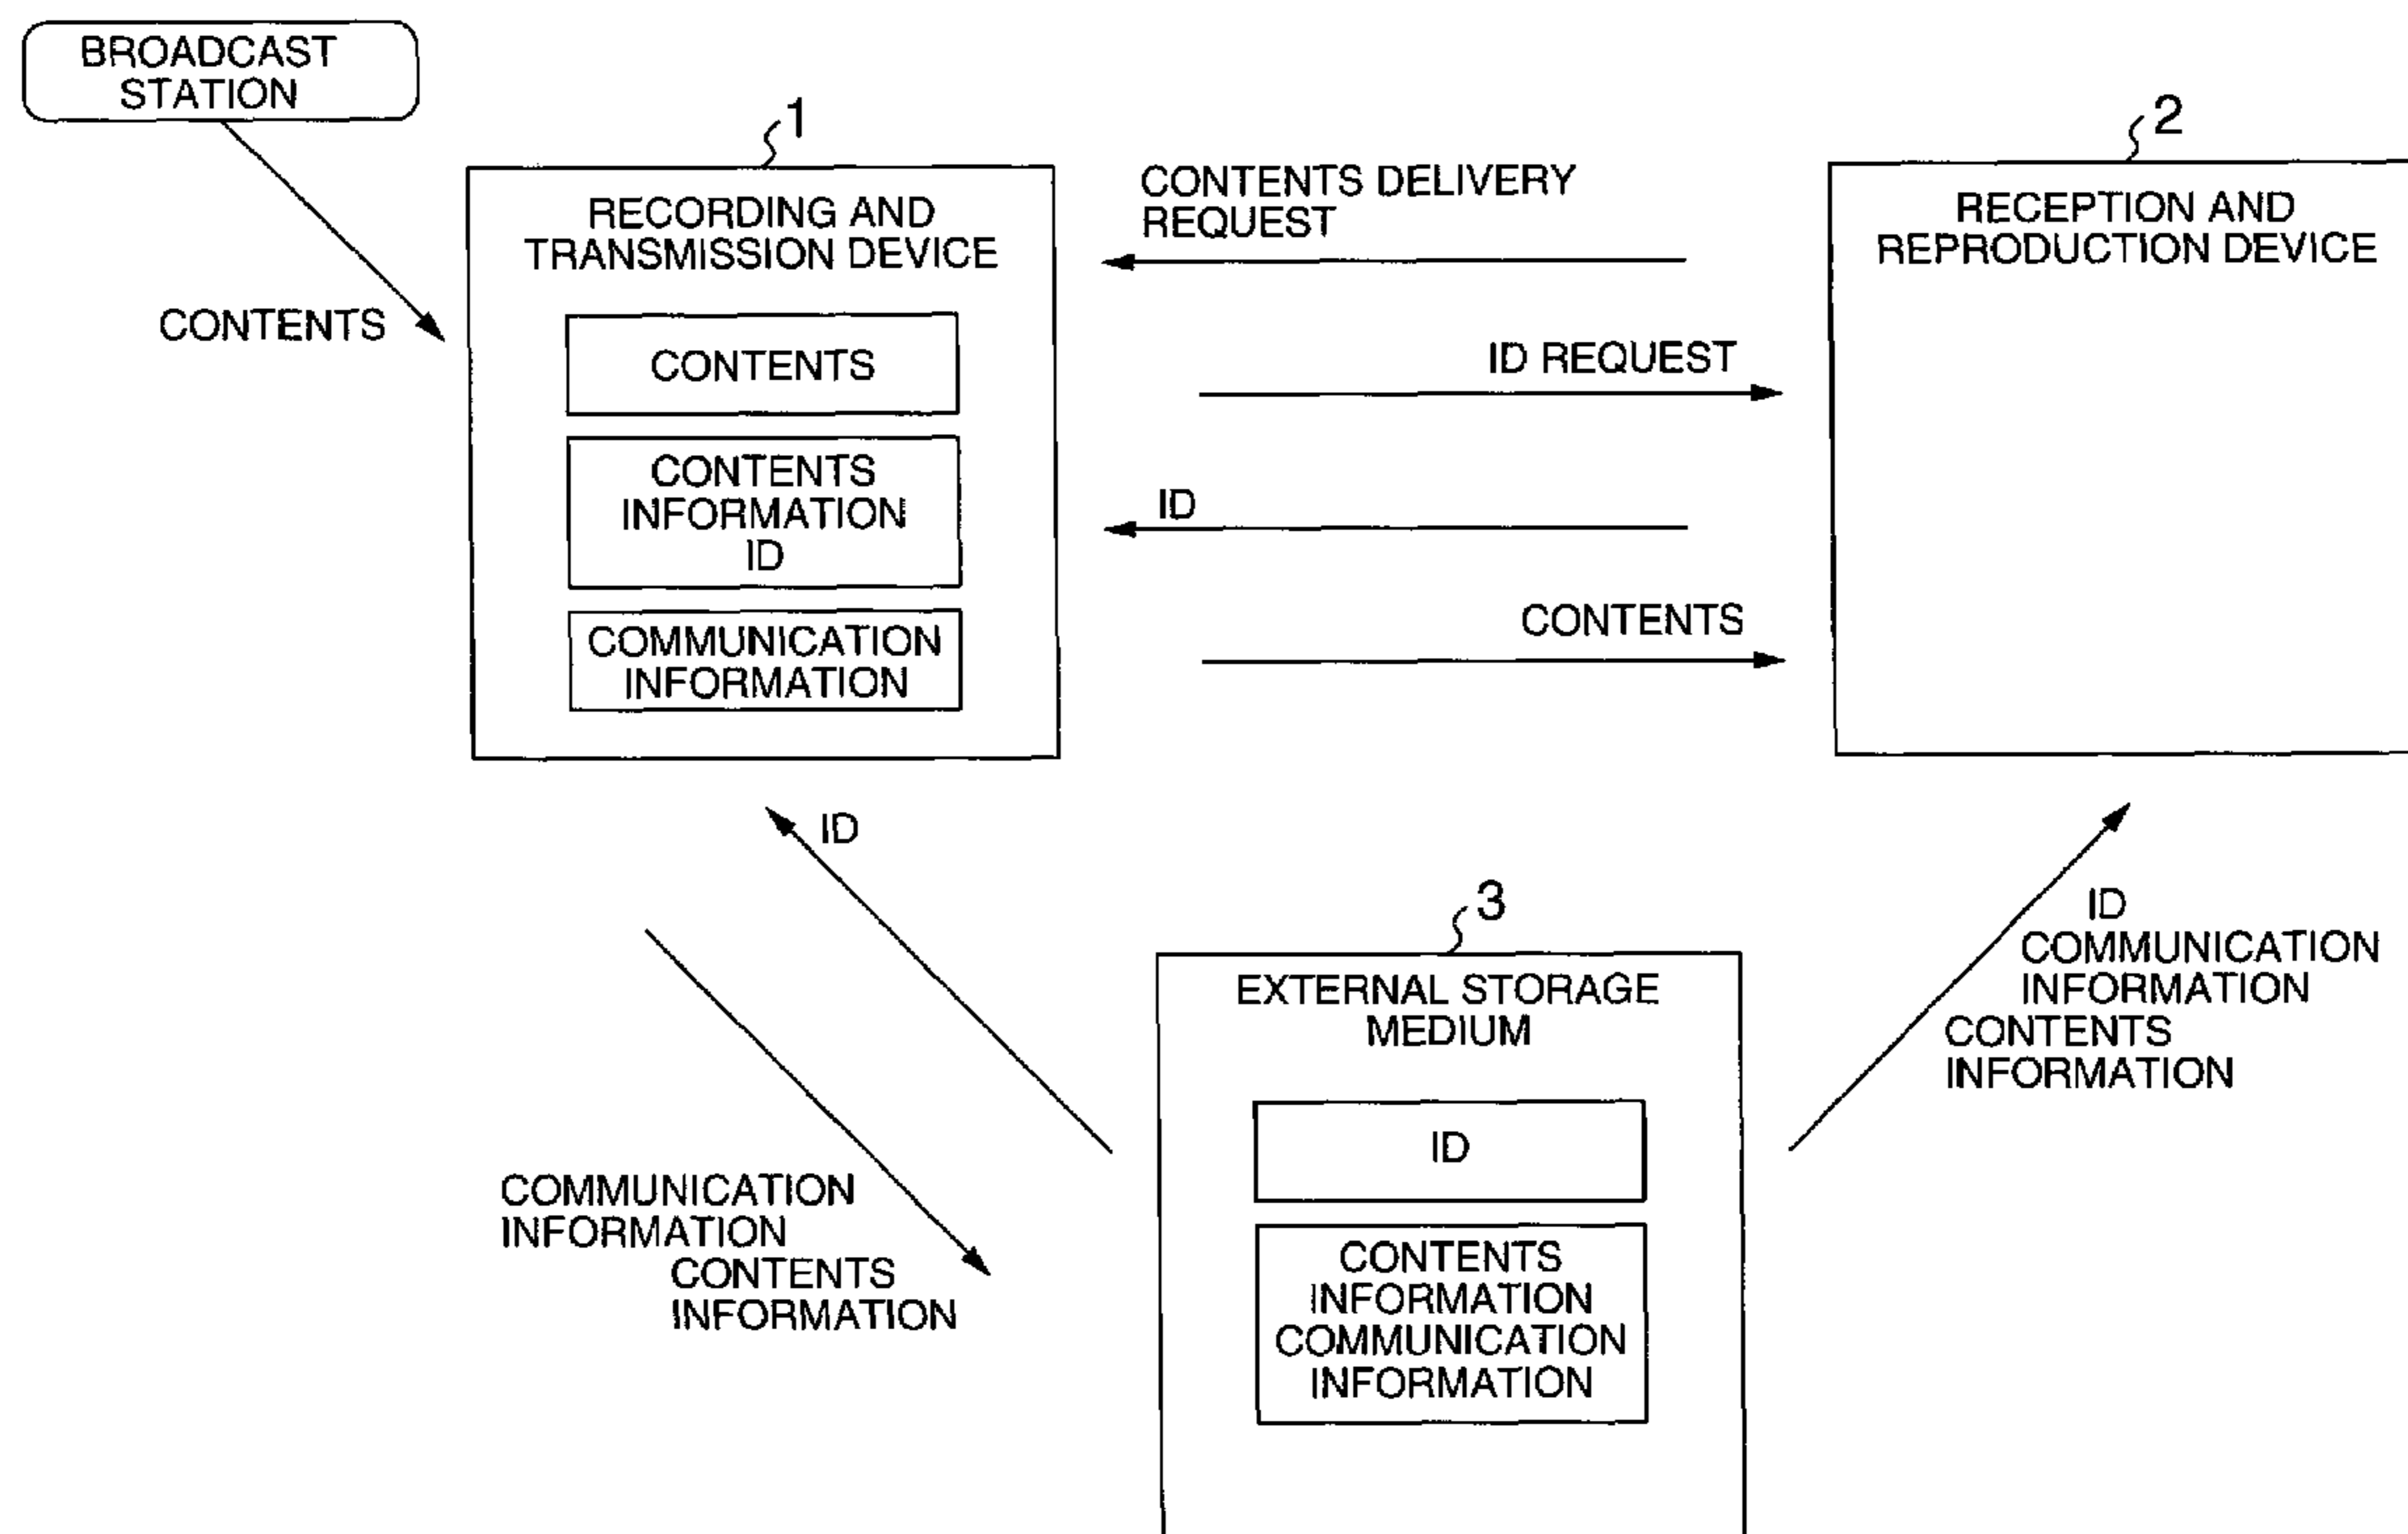 BROADCAST
STATION
CONTENTS
1
RECORDING AND
TRANSMISSION DEVICE
CONTENTS
CONTENTS
INFORMATION
ID
COMMUNICATION
INFORMATION
CONTENTS DELIVERY
REQUEST
ID REQUEST
ID
CONTENTS
2
RECEPTION AND
REPRODUCTION DEVICE
ID
COMMUNICATION
INFORMATION
CONTENTS
INFORMATION
3
EXTERNAL STORAGE
MEDIUM
ID
CONTENTS
INFORMATION
COMMUNICATION
INFORMATION
ID
COMMUNICATION
INFORMATION
CONTENTS
INFORMATION